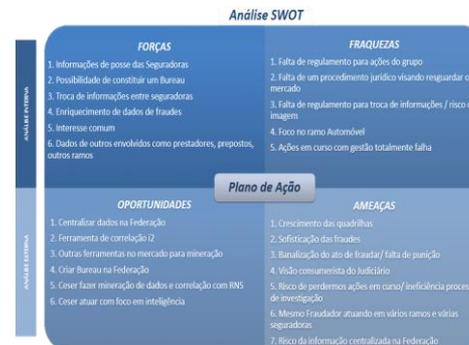 Análise SWOT
ANÁLISE INTERNA
FORÇAS
1. Informações de posse das Seguradoras
2. Possibilidade de constituir um Bureau
3. Troca de informações entre seguradoras
4. Enriquecimento de dados de fraudes
5. Interesse comum
6. Dados de outros envolvidos como prestadores, prepostos,
outros ramos
FRAQUEZAS
1. Falta de regulamento para ações do grupo
2. Falta de um procedimento jurídico visando resguardar o
mercado
3. Falta de regulamento para troca de informações / risco
imagem
4. Foco no ramo Automóvel
5. Ações em curso com gestão totalmente falha
Plano de Ação
ANÁLISE EXTERNA
OPORTUNIDADES
1. Centralizar dados na Federação
2. Ferramenta de correlação i2
3. Outras ferramentas no mercado para mineração
4. Criar Bureau na Federação
5. Ceser fazer mineração de dados e correlação com RNS
6. Ceser atuar com foco em inteligência
AMEAÇAS
1. Crescimento das quadrilhas
2. Sofisticação das fraudes
3. Banalização do ato de fraudar/ falta de punição
4. Visão consumerista do Judiciário
5. Risco de perdermos ações em curso/ ineficiência proces
de investigação
6. Mesmo Fraudador atuando em vários ramos e várias
seguradoras
7. Risco da informação centralizada na Federação